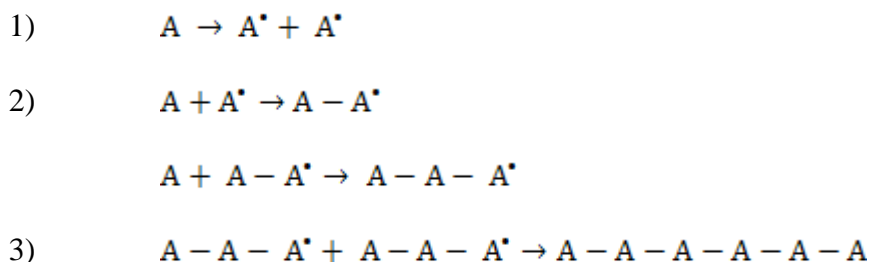 1) A → A• + A•
2) A + A• → A − A•
A + A − A• → A − A − A•
3) A − A − A• + A − A − A• → A − A − A − A − A − A